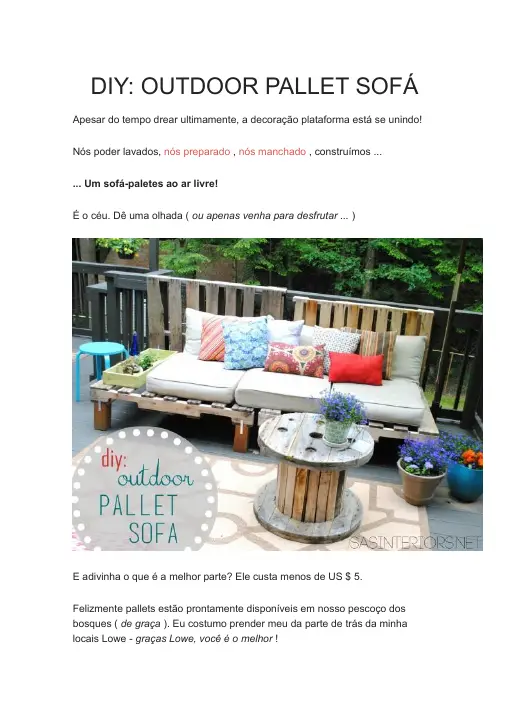 DIY: OUTDOOR PALLET SOFÁ
Apesar do tempo drear ultimamente, a decoração plataforma está se unindo!
Nós poder lavados, nós preparado , nós manchado , construímos ...
... Um sofá-paletes ao ar livre!
É o céu. Dê uma olhada ( ou apenas venha para desfrutar ... )
diy:
outdoor
PALLET
SOFA
SASINTERIORS.NET
E adivinha o que é a melhor parte? Ele custa menos de US $ 5.
Felizmente pallets estão prontamente disponíveis em nosso pescoço dos
bosques ( de graça ). Eu costumo prender meu da parte de trás da minha
locais Lowe - graças Lowe, você é o melhor !